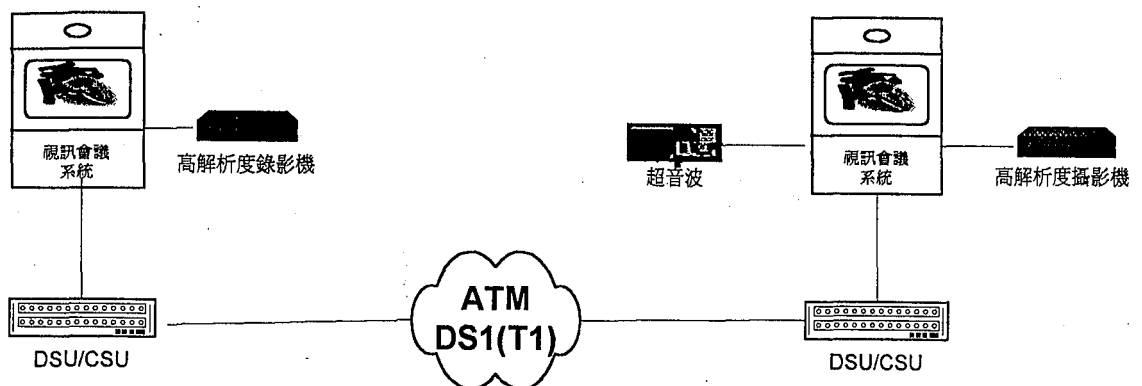 視訊會議
系統
高解析度錄影機
超音波
視訊會議
系統
高解析度攝影機
ATM
DS1(T1)
DSU/CSU
DSU/CSU